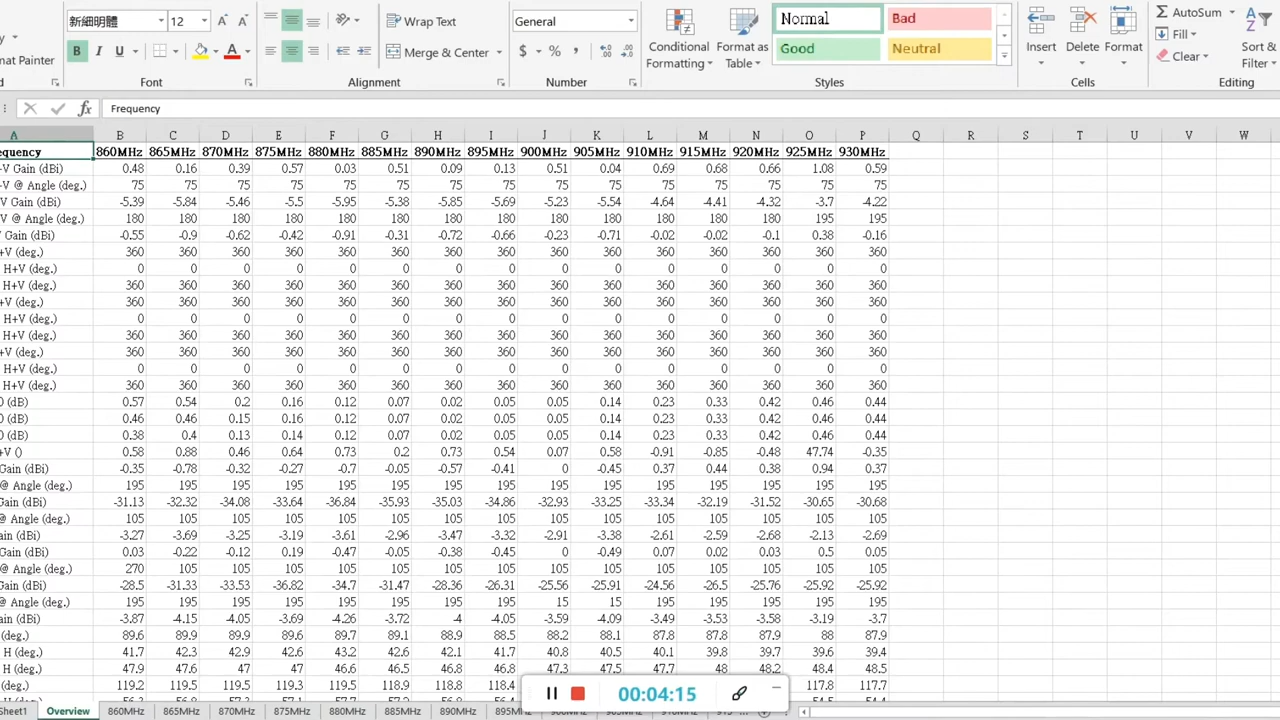 新細明體 12 Wrap Text General Normal Bad AutoSum
B I U Merge & Center $ % Conditional Format as Good Neutral Insert Delete Format Fill Sort &
Format Painter Formatting Table Clear Filter
Font Alignment Number Styles Cells Editing
fx Frequency
A B C D E F G H I J K L M N O P Q R S T U V W
equency 860MHz 865MHz 870MHz 875MHz 880MHz 885MHz 890MHz 895MHz 900MHz 905MHz 910MHz 915MHz 920MHz 925MHz 930MHz
-V Gain (dBi) 0.48 0.16 0.39 0.57 0.03 0.51 0.09 0.13 0.51 0.04 0.69 0.68 0.66 1.08 0.59
-V @ Angle (deg.) 75 75 75 75 75 75 75 75 75 75 75 75 75 75 75
V Gain (dBi) -5.39 -5.84 -5.46 -5.5 -5.95 -5.38 -5.85 -5.69 -5.23 -5.54 -4.64 -4.41 -4.32 -3.7 -4.22
V @ Angle (deg.) 180 180 180 180 180 180 180 180 180 180 180 180 180 195 195
Gain (dBi) -0.55 -0.9 -0.62 -0.42 -0.91 -0.31 -0.72 -0.66 -0.23 -0.71 -0.02 -0.02 -0.1 0.38 -0.16
+V (deg.) 360 360 360 360 360 360 360 360 360 360 360 360 360 360 360
H+V (deg.) 0 0 0 0 0 0 0 0 0 0 0 0 0 0 0
H+V (deg.) 360 360 360 360 360 360 360 360 360 360 360 360 360 360 360
+V (deg.) 360 360 360 360 360 360 360 360 360 360 360 360 360 360 360
H+V (deg.) 0 0 0 0 0 0 0 0 0 0 0 0 0 0 0
H+V (deg.) 360 360 360 360 360 360 360 360 360 360 360 360 360 360 360
+V (deg.) 360 360 360 360 360 360 360 360 360 360 360 360 360 360 360
H+V (deg.) 0 0 0 0 0 0 0 0 0 0 0 0 0 0 0
H+V (deg.) 360 360 360 360 360 360 360 360 360 360 360 360 360 360 360
(dB) 0.57 0.54 0.2 0.16 0.12 0.07 0.02 0.05 0.05 0.14 0.23 0.33 0.42 0.46 0.44
(dB) 0.46 0.46 0.15 0.16 0.12 0.07 0.02 0.05 0.05 0.14 0.23 0.33 0.42 0.46 0.44
(dB) 0.38 0.4 0.13 0.14 0.12 0.07 0.02 0.05 0.05 0.14 0.23 0.33 0.42 0.46 0.44
+V () 0.58 0.88 0.46 0.64 0.73 0.2 0.73 0.54 0.07 0.58 -0.91 -0.85 -0.48 47.74 -0.35
Gain (dBi) -0.35 -0.78 -0.32 -0.27 -0.7 -0.05 -0.57 -0.41 0 -0.45 0.37 0.44 0.38 0.94 0.37
@ Angle (deg.) 195 195 195 195 195 195 195 195 195 195 195 195 195 195 195
Gain (dBi) -31.13 -32.32 -34.08 -33.64 -36.84 -35.93 -35.03 -34.86 -32.93 -33.25 -33.34 -32.19 -31.52 -30.65 -30.68
@ Angle (deg.) 105 105 105 105 105 105 105 105 105 105 105 105 105 105 105
ain (dBi) -3.27 -3.69 -3.25 -3.19 -3.61 -2.96 -3.47 -3.32 -2.91 -3.38 -2.61 -2.59 -2.68 -2.13 -2.69
Gain (dBi) 0.03 -0.22 -0.12 0.19 -0.47 -0.05 -0.38 -0.45 0 -0.49 0.07 0.02 0.03 0.5 0.05
@ Angle (deg.) 270 105 105 105 105 105 105 105 105 105 105 105 105 105 105
Gain (dBi) -28.5 -31.33 -33.53 -36.82 -34.7 -31.47 -28.36 -26.31 -25.56 -25.91 -24.56 -26.5 -25.76 -25.92 -25.92
@ Angle (deg.) 195 195 195 195 195 195 195 195 15 15 195 195 195 195 195
ain (dBi) -3.87 -4.15 -4.05 -3.69 -4.26 -3.72 -4 -4.05 -3.59 -4.09 -3.49 -3.53 -3.58 -3.19 -3.7
(deg.) 89.6 89.9 89.9 89.6 89.7 89.1 88.9 88.5 88.2 88.1 87.8 87.8 87.9 88 87.9
H (deg.) 41.7 42.3 42.9 42.6 43.2 42.6 42.1 41.7 40.8 40.5 40.1 39.8 39.7 39.6 39.4
H (deg.) 47.9 47.6 47 47 46.6 46.5 46.8 46.8 47.3 47.5 47.7 48 48.2 48.4 48.5
(deg.) 119.2 119.5 119.5 119.3 119.5 118.9 118.8 118.4 117.8 117.7
00:04:15
Sheet1 Overview 860MHz 865MHz 870MHz 875MHz 880MHz 885MHz 890MHz 895MHz